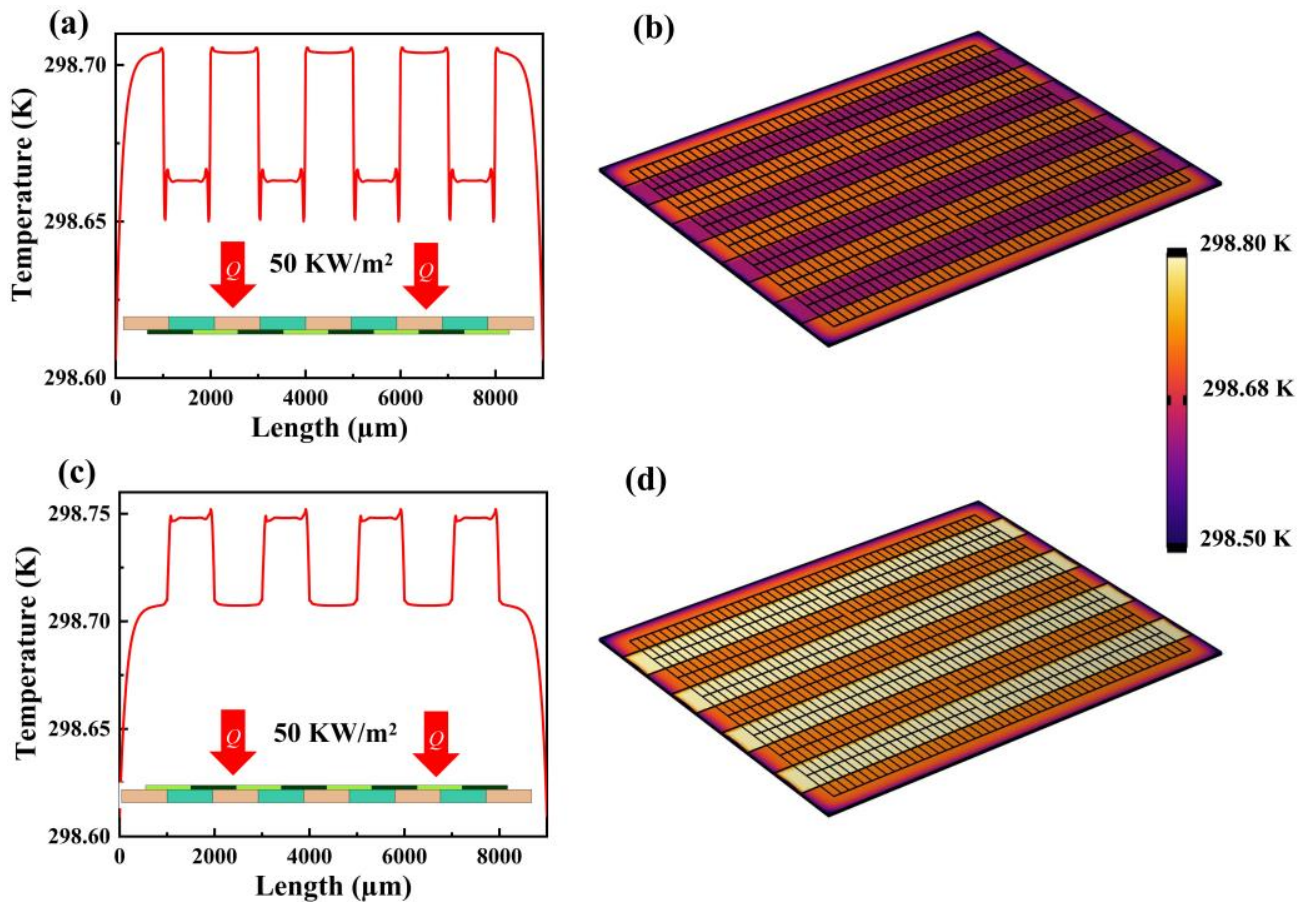 (a)
(b)
Temperature (K)
298.70
298.65
298.60
Q
50 KW/m²
Q
0
2000
4000
6000
8000
Length (μm)
298.80 K
298.68 K
298.50 K
(c)
(d)
Temperature (K)
298.75
298.70
298.65
298.60
Q
50 KW/m²
Q
0
2000
4000
6000
8000
Length (μm)